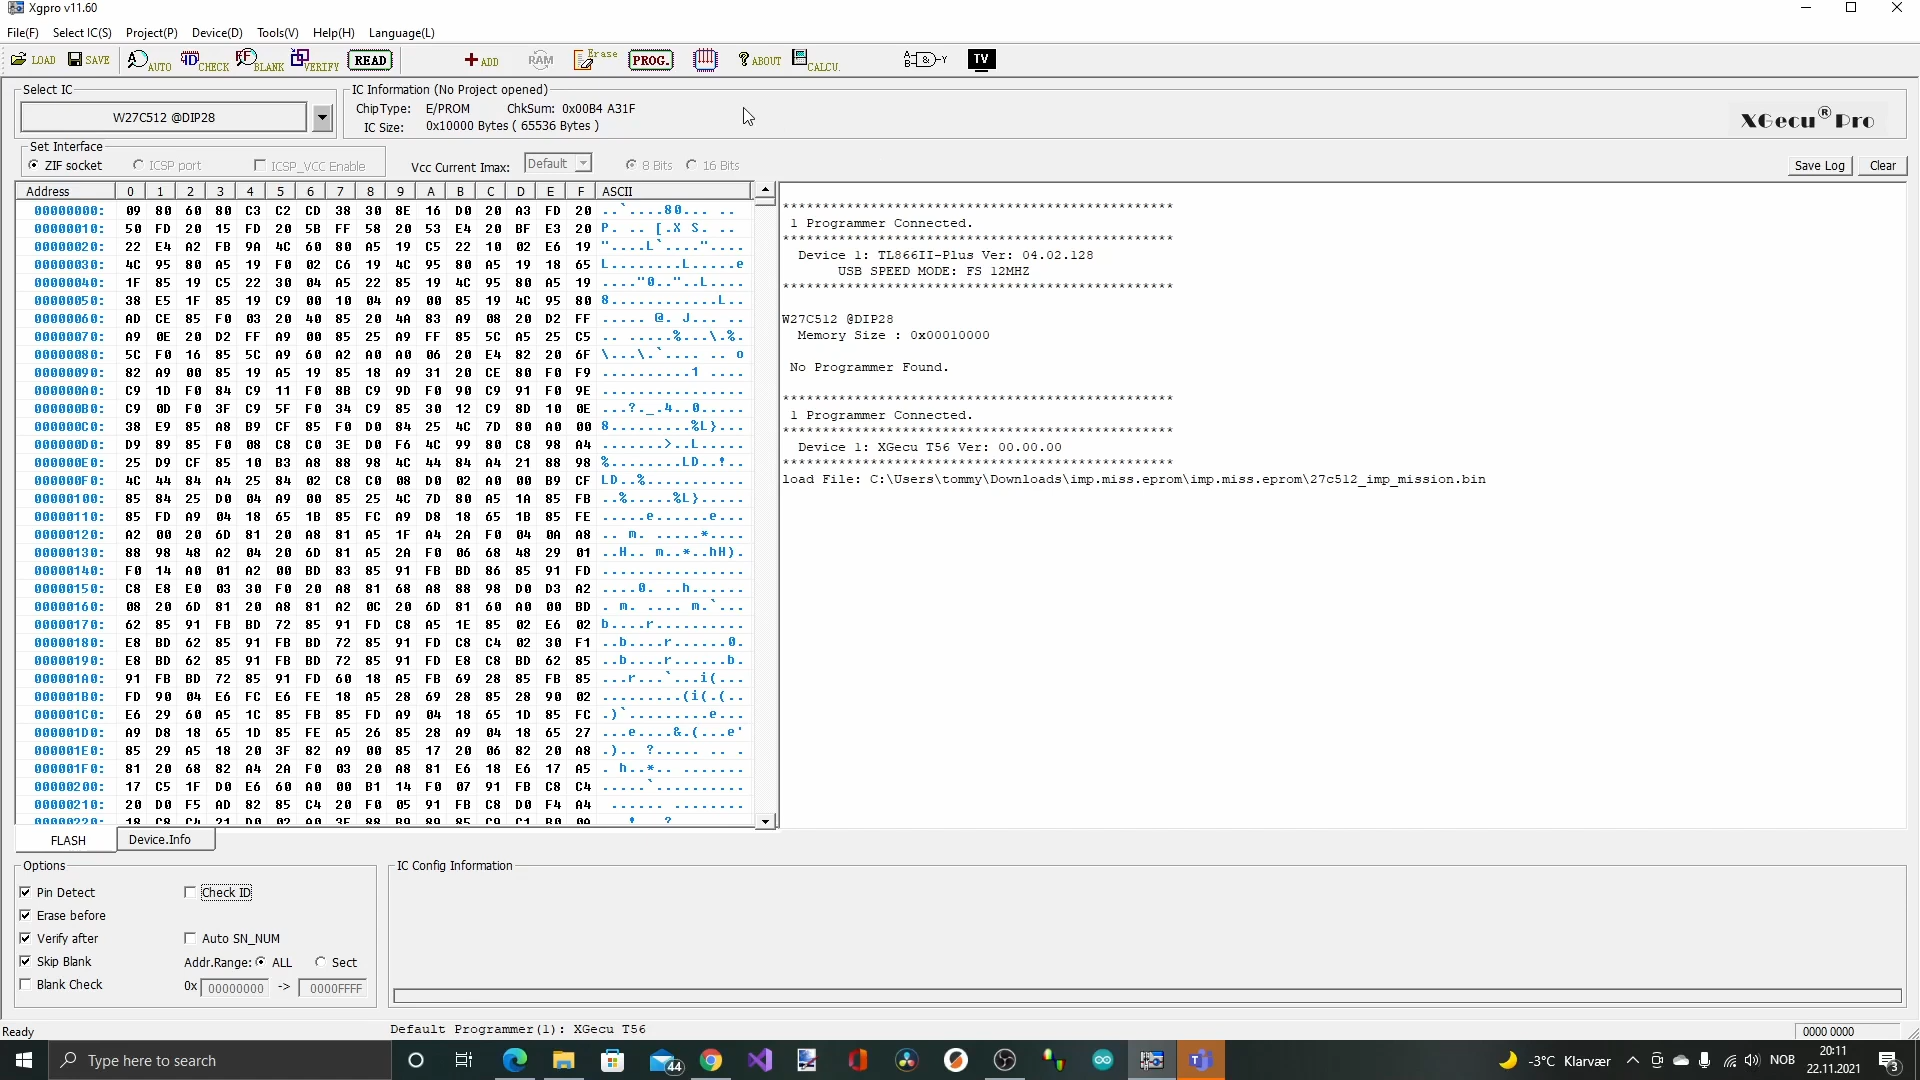 Xgpro v11.60
File(F) Select IC(S) Project(P) Device(D) Tools(V) Help(H) Language(L)
LOAD SAVE AUTO CHECK BLANK VERIFY READ ADD RAM Erase PROG. ABOUT CALCU. TV
Select IC
W27C512 @DIP28
IC Information (No Project opened)
ChipType: E/PROM ChkSum: 0x00B4 A31F
IC Size: 0x10000 Bytes ( 65536 Bytes )
XGecu® Pro
Set Interface
ZIF socket ICSP port ICSP_VCC Enable Vcc Current Imax: Default 8 Bits 16 Bits
Save Log Clear
Address 0 1 2 3 4 5 6 7 8 9 A B C D E F ASCII
00000000: 09 80 60 80 C3 C2 CD 38 30 8E 16 D0 20 A3 FD 20 ..`....80... ..
00000010: 50 FD 20 15 FD 20 5B FF 58 20 53 E4 20 BF E3 20 P. .. [.X S. ..
00000020: 22 E4 A2 FB 9A 4C 60 80 A5 19 C5 22 10 02 E6 19 "....L`...."....
00000030: 4C 95 80 A5 19 F0 02 C6 19 4C 95 80 A5 19 18 65 L........L.....e
00000040: 1F 85 19 C5 22 30 04 A5 22 85 19 4C 95 80 A5 19 ...."0.."..L....
00000050: 38 E5 1F 85 19 C9 00 10 04 A9 00 85 19 4C 95 80 8............L..
00000060: AD CE 85 F0 03 20 40 85 20 4A 83 A9 08 20 D2 FF ..... @. J... ..
00000070: A9 0E 20 D2 FF A9 00 85 25 A9 FF 85 5C A5 25 C5 .. .....%...\.%.
00000080: 5C F0 16 85 5C A9 60 A2 A0 A0 06 20 E4 82 20 6F \...\.`.... .. o
00000090: 82 A9 00 85 19 A5 19 85 18 A9 31 20 CE 80 F0 F9 ..........1 ....
000000A0: C9 1D F0 84 C9 11 F0 8B C9 9D F0 90 C9 91 F0 9E ................
000000B0: C9 0D F0 3F C9 5F F0 34 C9 85 30 12 C9 8D 10 0E ...?._.4..0.....
000000C0: 38 E9 85 A8 B9 CF 85 F0 D0 84 25 4C 7D 80 A0 00 8.........%L}...
000000D0: D9 89 85 F0 08 C8 C0 3E D0 F6 4C 99 80 C8 98 A4 .......>..L.....
000000E0: 25 D9 CF 85 10 B3 A8 88 98 4C 44 84 A4 21 88 98 %........LD..!..
000000F0: 4C 44 84 A4 25 84 02 C8 C0 08 D0 02 A0 00 B9 CF LD..%...........
00000100: 85 84 25 D0 04 A9 00 85 25 4C 7D 80 A5 1A 85 FB ..%.....%L}.....
00000110: 85 FD A9 04 18 65 1B 85 FC A9 D8 18 65 1B 85 FE .....e......e...
00000120: A2 00 20 6D 81 20 A8 81 A5 1F A4 2A F0 04 0A A8 .. m. .....*....
00000130: 88 98 48 A2 04 20 6D 81 A5 2A F0 06 68 48 29 01 ..H.. m..*..hH).
00000140: F0 14 A0 01 A2 00 BD 83 85 91 FB BD 86 85 91 FD ................
00000150: C8 E8 E0 03 30 F0 20 A8 81 68 A8 88 98 D0 D3 A2 ....0. ..h......
00000160: 08 20 6D 81 20 A8 81 A2 0C 20 6D 81 60 A0 00 BD . m. .... m.`...
00000170: 62 85 91 FB BD 72 85 91 FD C8 A5 1E 85 02 E6 02 b....r..........
00000180: E8 BD 62 85 91 FB BD 72 85 91 FD C8 C4 02 30 F1 ..b....r......0.
00000190: E8 BD 62 85 91 FB BD 72 85 91 FD E8 C8 BD 62 85 ..b....r......b.
000001A0: 91 FB BD 72 85 91 FD 60 18 A5 FB 69 28 85 FB 85 ...r...`...i(...
000001B0: FD 90 04 E6 FC E6 FE 18 A5 28 69 28 85 28 90 02 .........(i(.(..
000001C0: E6 29 60 A5 1C 85 FB 85 FD A9 04 18 65 1D 85 FC .)`.........e...
000001D0: A9 D8 18 65 1D 85 FE A5 26 85 28 A9 04 18 65 27 ...e....&.(...e'
000001E0: 85 29 A5 18 20 3F 82 A9 00 85 17 20 06 82 20 A8 .).. ?..... .. .
000001F0: 81 20 68 82 A4 2A F0 03 20 A8 81 E6 18 E6 17 A5 . h..*.. .......
00000200: 17 C5 1F D0 E6 60 A0 00 B1 14 F0 07 91 FB C8 C4 .....`..........
00000210: 20 D0 F5 AD 82 85 C4 20 F0 05 91 FB C8 D0 F4 A4 ...... ........
00000220: 18 C8 C4 21 D0 02 A0 3F 88 B9 89 85 C9 C1 B0 0A ...!...?........
*************************************************
1 Programmer Connected.
*************************************************
Device 1: TL866II-Plus Ver: 04.02.128
USB SPEED MODE: FS 12MHZ
*************************************************
W27C512 @DIP28
Memory Size : 0x00010000
No Programmer Found.
*************************************************
1 Programmer Connected.
*************************************************
Device 1: XGecu T56 Ver: 00.00.00
*************************************************
load File: C:\Users\tommy\Downloads\imp.miss.eprom\imp.miss.eprom\27c512_imp_mission.bin
FLASH Device.Info
Options
Pin Detect Check ID
Erase before
Verify after Auto SN_NUM
Skip Blank Addr.Range: ALL Sect
Blank Check 0x 00000000 -> 0000FFFF
IC Config Information
Ready Default Programmer(1): XGecu T56 0000 0000
Type here to search 44 -3°C Klarvær NOB 20:11
22.11.2021 3